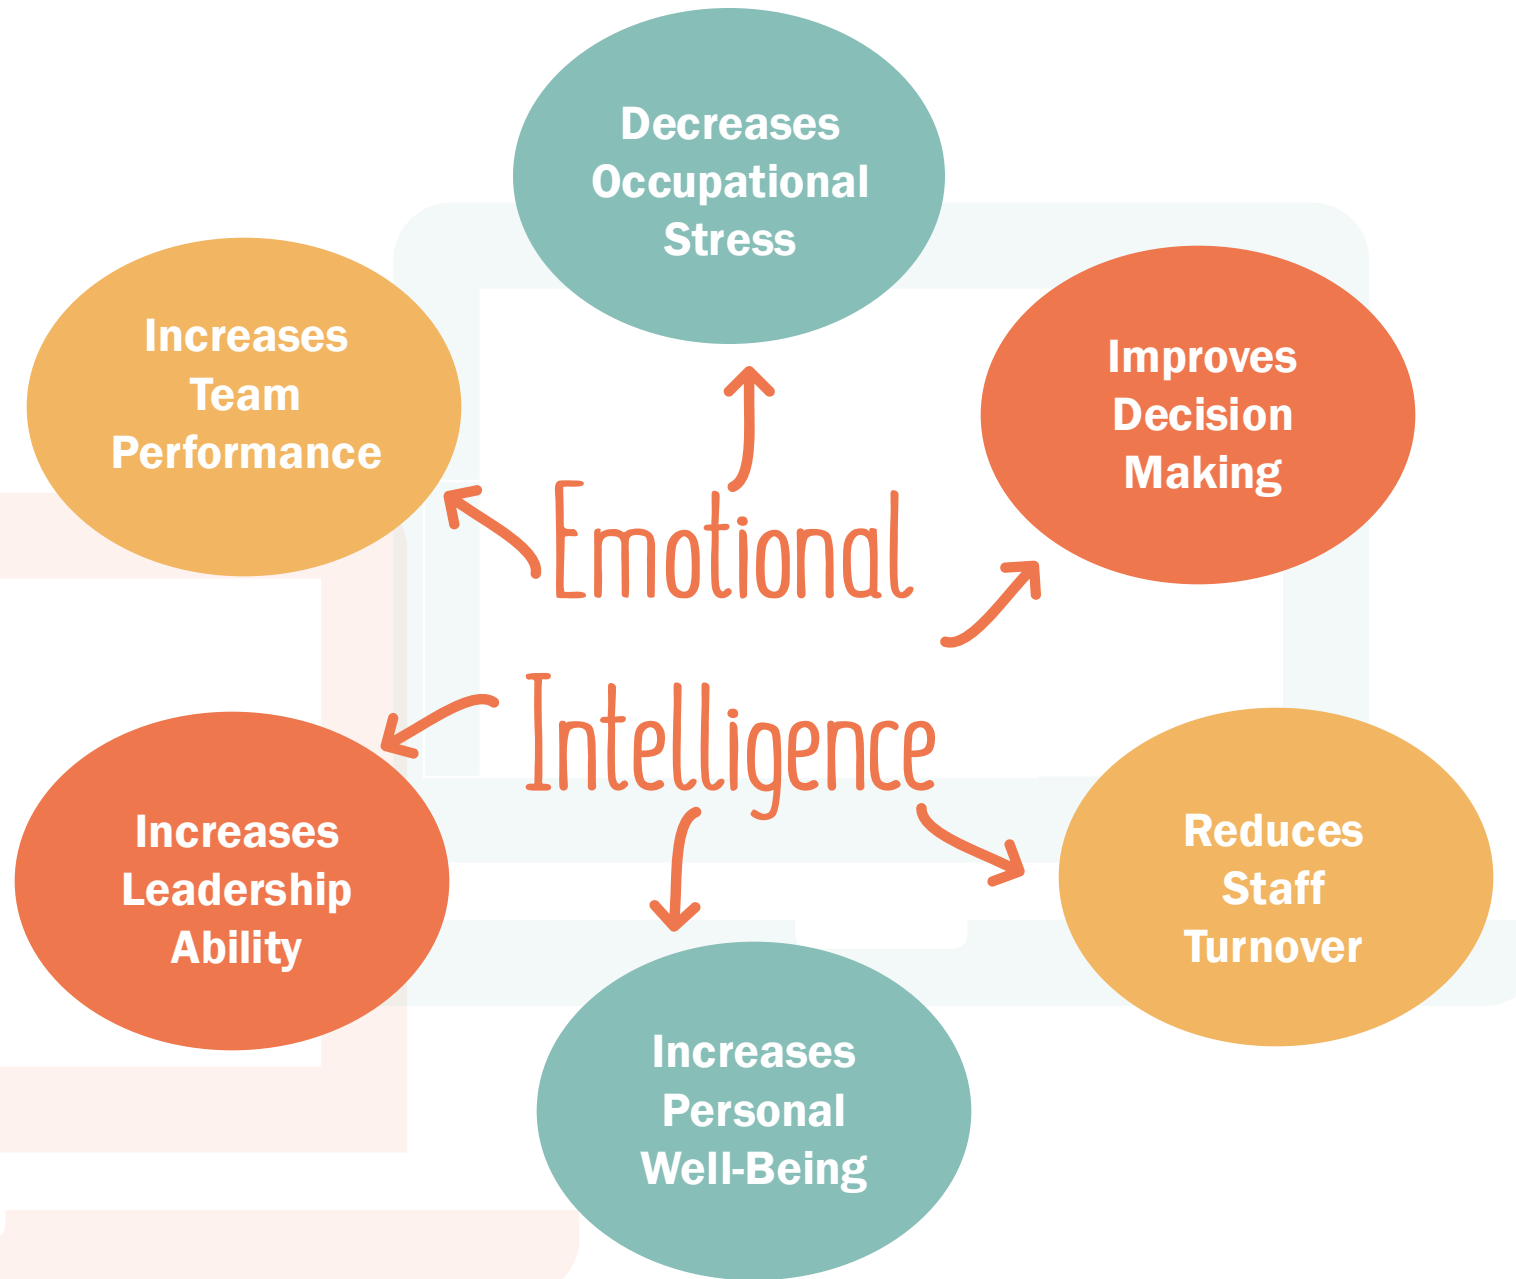 Decreases
Occupational
Stress
Increases
Team
Performance
Improves
Decision
Making
Emotional
Intelligence
Increases
Leadership
Ability
Reduces
Staff
Turnover
Increases
Personal
Well-Being